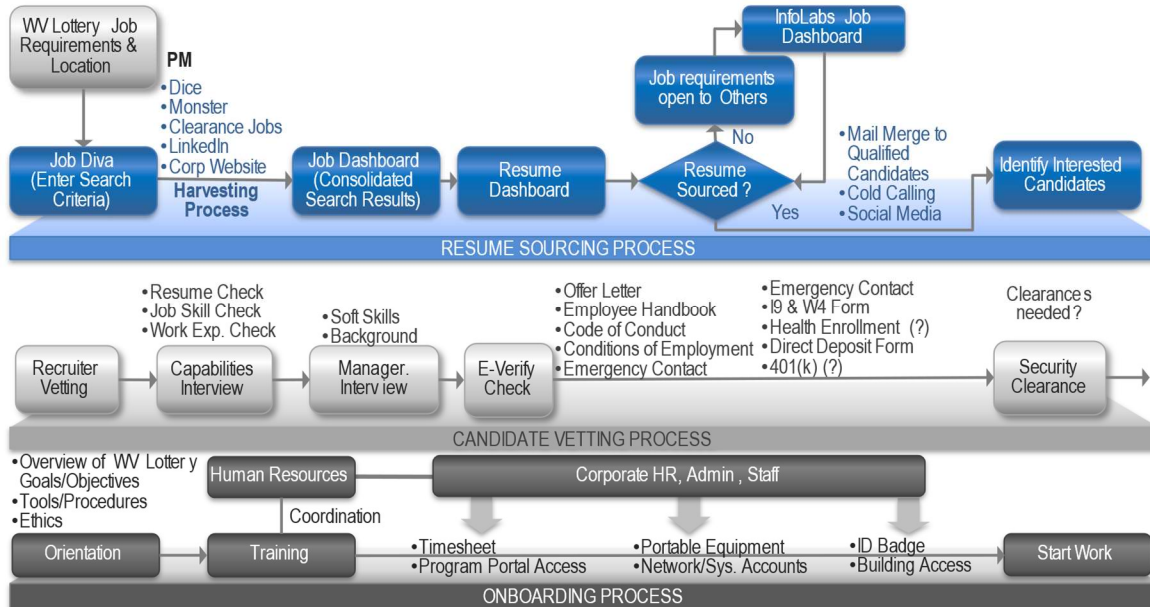 WV Lottery Job
Requirements &
Location
PM
• Dice
• Monster
• Clearance Jobs
• LinkedIn
• Corp Website
Harvesting
Process
Job Diva
(Enter Search
Criteria)
Job Dashboard
(Consolidated
Search Results)
Resume
Dashboard
Resume
Sourced ?
No
Yes
Job requirements
open to Others
InfoLabs Job
Dashboard
• Mail Merge to
Qualified
Candidates
• Cold Calling
• Social Media
Identify Interested
Candidates
RESUME SOURCING PROCESS
• Resume Check
• Job Skill Check
• Work Exp. Check
• Soft Skills
• Background
• Offer Letter
• Employee Handbook
• Code of Conduct
• Conditions of Employment
• Emergency Contact
• Emergency Contact
• I9 & W4 Form
• Health Enrollment (?)
• Direct Deposit Form
• 401(k) (?)
Clearances
needed?
Recruiter
Vetting
Capabilities
Interview
Manager.
Interview
E-Verify
Check
Security
Clearance
CANDIDATE VETTING PROCESS
• Overview of WV Lottery
Goals/Objectives
• Tools/Procedures
• Ethics
Human Resources
Corporate HR, Admin , Staff
Coordination
Orientation
Training
• Timesheet
• Program Portal Access
• Portable Equipment
• Network/Sys. Accounts
• ID Badge
• Building Access
Start Work
ONBOARDING PROCESS